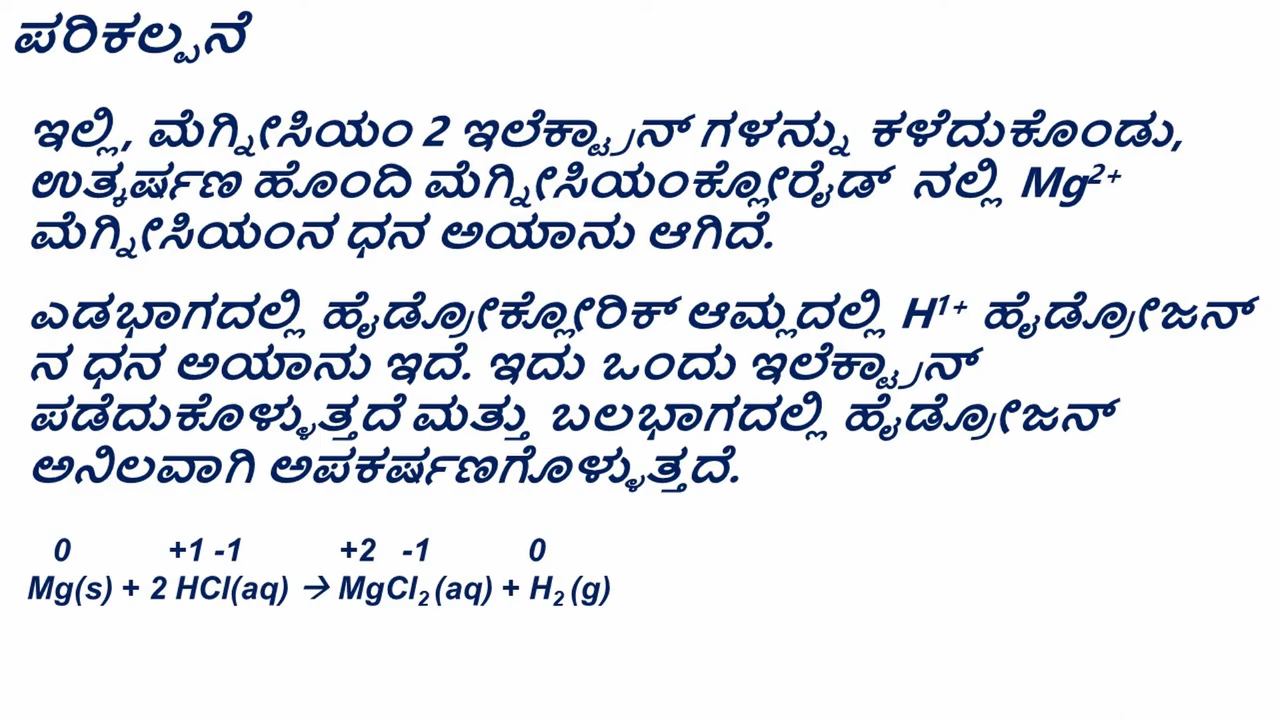 ಪರಿಕಲ್ಪನೆ
ಇಲ್ಲಿ, ಮೆಗ್ನೀಸಿಯಂ 2 ಇಲೆಕ್ಟ್ರಾನ್ ಗಳನ್ನು ಕಳೆದುಕೊಂಡು,
ಉತ್ಕರ್ಷಣ ಹೊಂದಿ ಮೆಗ್ನೀಸಿಯಂಕ್ಲೋರೈಡ್ ನಲ್ಲಿ Mg²⁺
ಮೆಗ್ನೀಸಿಯಂನ ಧನ ಅಯಾನು ಆಗಿದೆ.
ಎಡಭಾಗದಲ್ಲಿ ಹೈಡ್ರೋಕ್ಲೋರಿಕ್ ಆಮ್ಲದಲ್ಲಿ H¹⁺ ಹೈಡ್ರೋಜನ್
ನ ಧನ ಅಯಾನು ಇದೆ. ಇದು ಒಂದು ಇಲೆಕ್ಟ್ರಾನ್
ಪಡೆದುಕೊಳ್ಳುತ್ತದೆ ಮತ್ತು ಬಲಭಾಗದಲ್ಲಿ ಹೈಡ್ರೋಜನ್
ಅನಿಲವಾಗಿ ಅಪಕರ್ಷಣಗೊಳ್ಳುತ್ತದೆ.
0 +1 -1 +2 -1 0
Mg(s) + 2 HCl(aq) → MgCl₂ (aq) + H₂ (g)